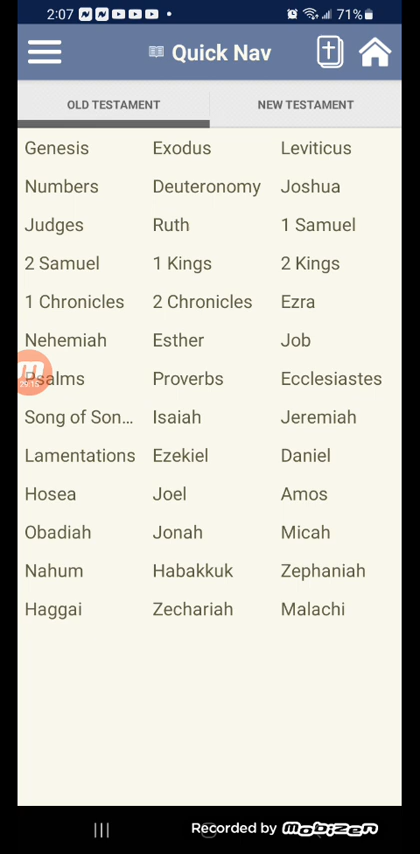 2:07 71%
Quick Nav
OLD TESTAMENT NEW TESTAMENT
Genesis Exodus Leviticus
Numbers Deuteronomy Joshua
Judges Ruth 1 Samuel
2 Samuel 1 Kings 2 Kings
1 Chronicles 2 Chronicles Ezra
Nehemiah Esther Job
Psalms Proverbs Ecclesiastes
Song of Son... Isaiah Jeremiah
Lamentations Ezekiel Daniel
Hosea Joel Amos
Obadiah Jonah Micah
Nahum Habakkuk Zephaniah
Haggai Zechariah Malachi
Recorded by mobizen